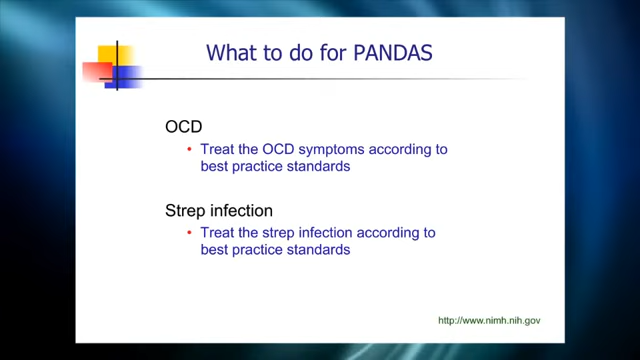 What to do for PANDAS
OCD
• Treat the OCD symptoms according to
best practice standards
Strep infection
• Treat the strep infection according to
best practice standards
http://www.nimh.nih.gov